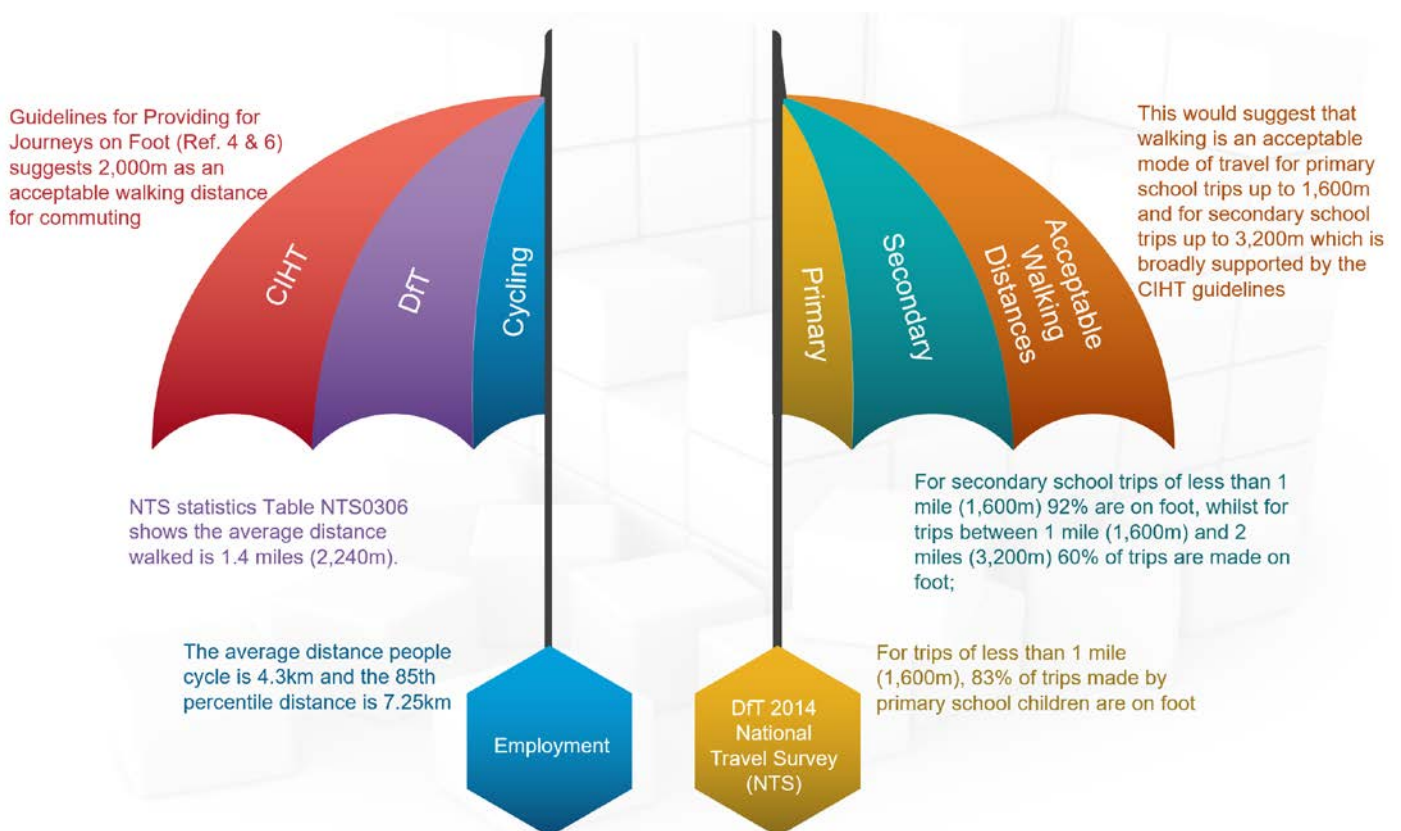 Guidelines for Providing for
Journeys on Foot (Ref. 4 & 6)
suggests 2,000m as an
acceptable walking distance
for commuting
CIHT
DfT
Cycling
NTS statistics Table NTS0306
shows the average distance
walked is 1.4 miles (2,240m).
The average distance people
cycle is 4.3km and the 85th
percentile distance is 7.25km
Employment
Primary
Secondary
Acceptable
Walking
Distances
This would suggest that
walking is an acceptable
mode of travel for primary
school trips up to 1,600m
and for secondary school
trips up to 3,200m which is
broadly supported by the
CIHT guidelines
For secondary school trips of less than 1
mile (1,600m) 92% are on foot, whilst for
trips between 1 mile (1,600m) and 2
miles (3,200m) 60% of trips are made on
foot;
For trips of less than 1 mile
(1,600m), 83% of trips made by
primary school children are on foot
DfT 2014
National
Travel Survey
(NTS)